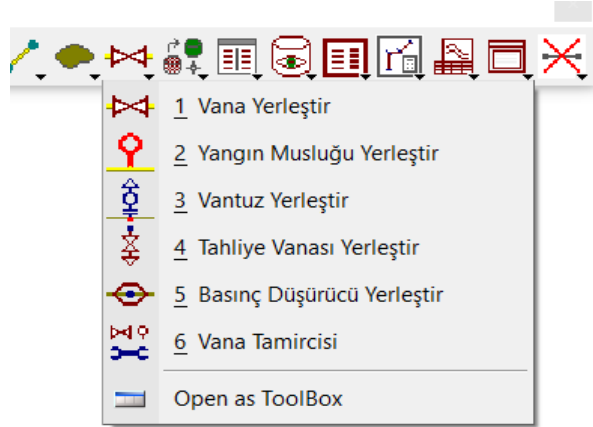 1 Vana Yerleştir
2 Yangın Musluğu Yerleştir
3 Vantuz Yerleştir
4 Tahliye Vanası Yerleştir
5 Basınç Düşürücü Yerleştir
6 Vana Tamircisi
Open as ToolBox